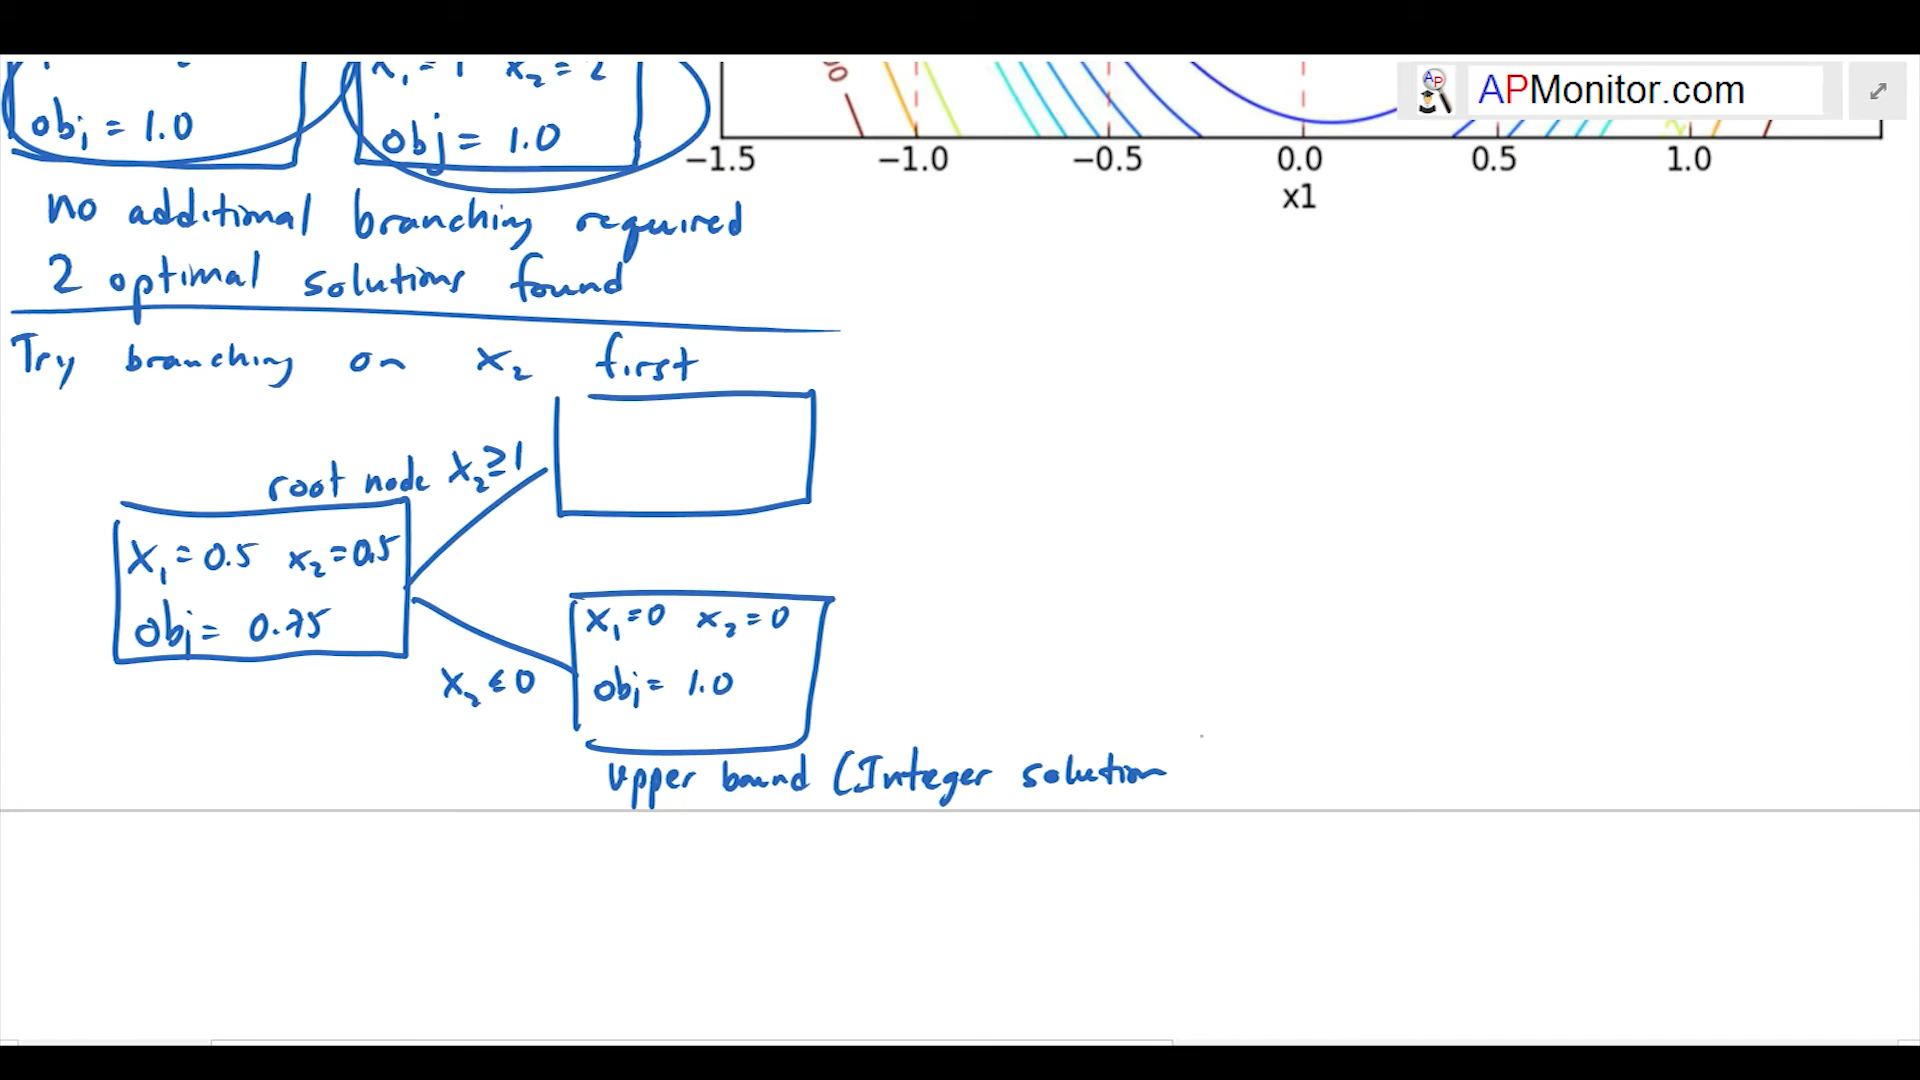 x₁ = 1 x₂ = 2
obj = 1.0 obj = 1.0
APMonitor.com
−1.5 −1.0 −0.5 0.0 0.5 1.0
x1
no additional branching required
2 optimal solutions found
Try branching on x₂ first
root node x₂ ≥ 1
x₁ = 0.5 x₂ = 0.5
obj = 0.75
x₁ = 0 x₂ = 0
x₂ ≤ 0
obj = 1.0
upper bound (Integer solution